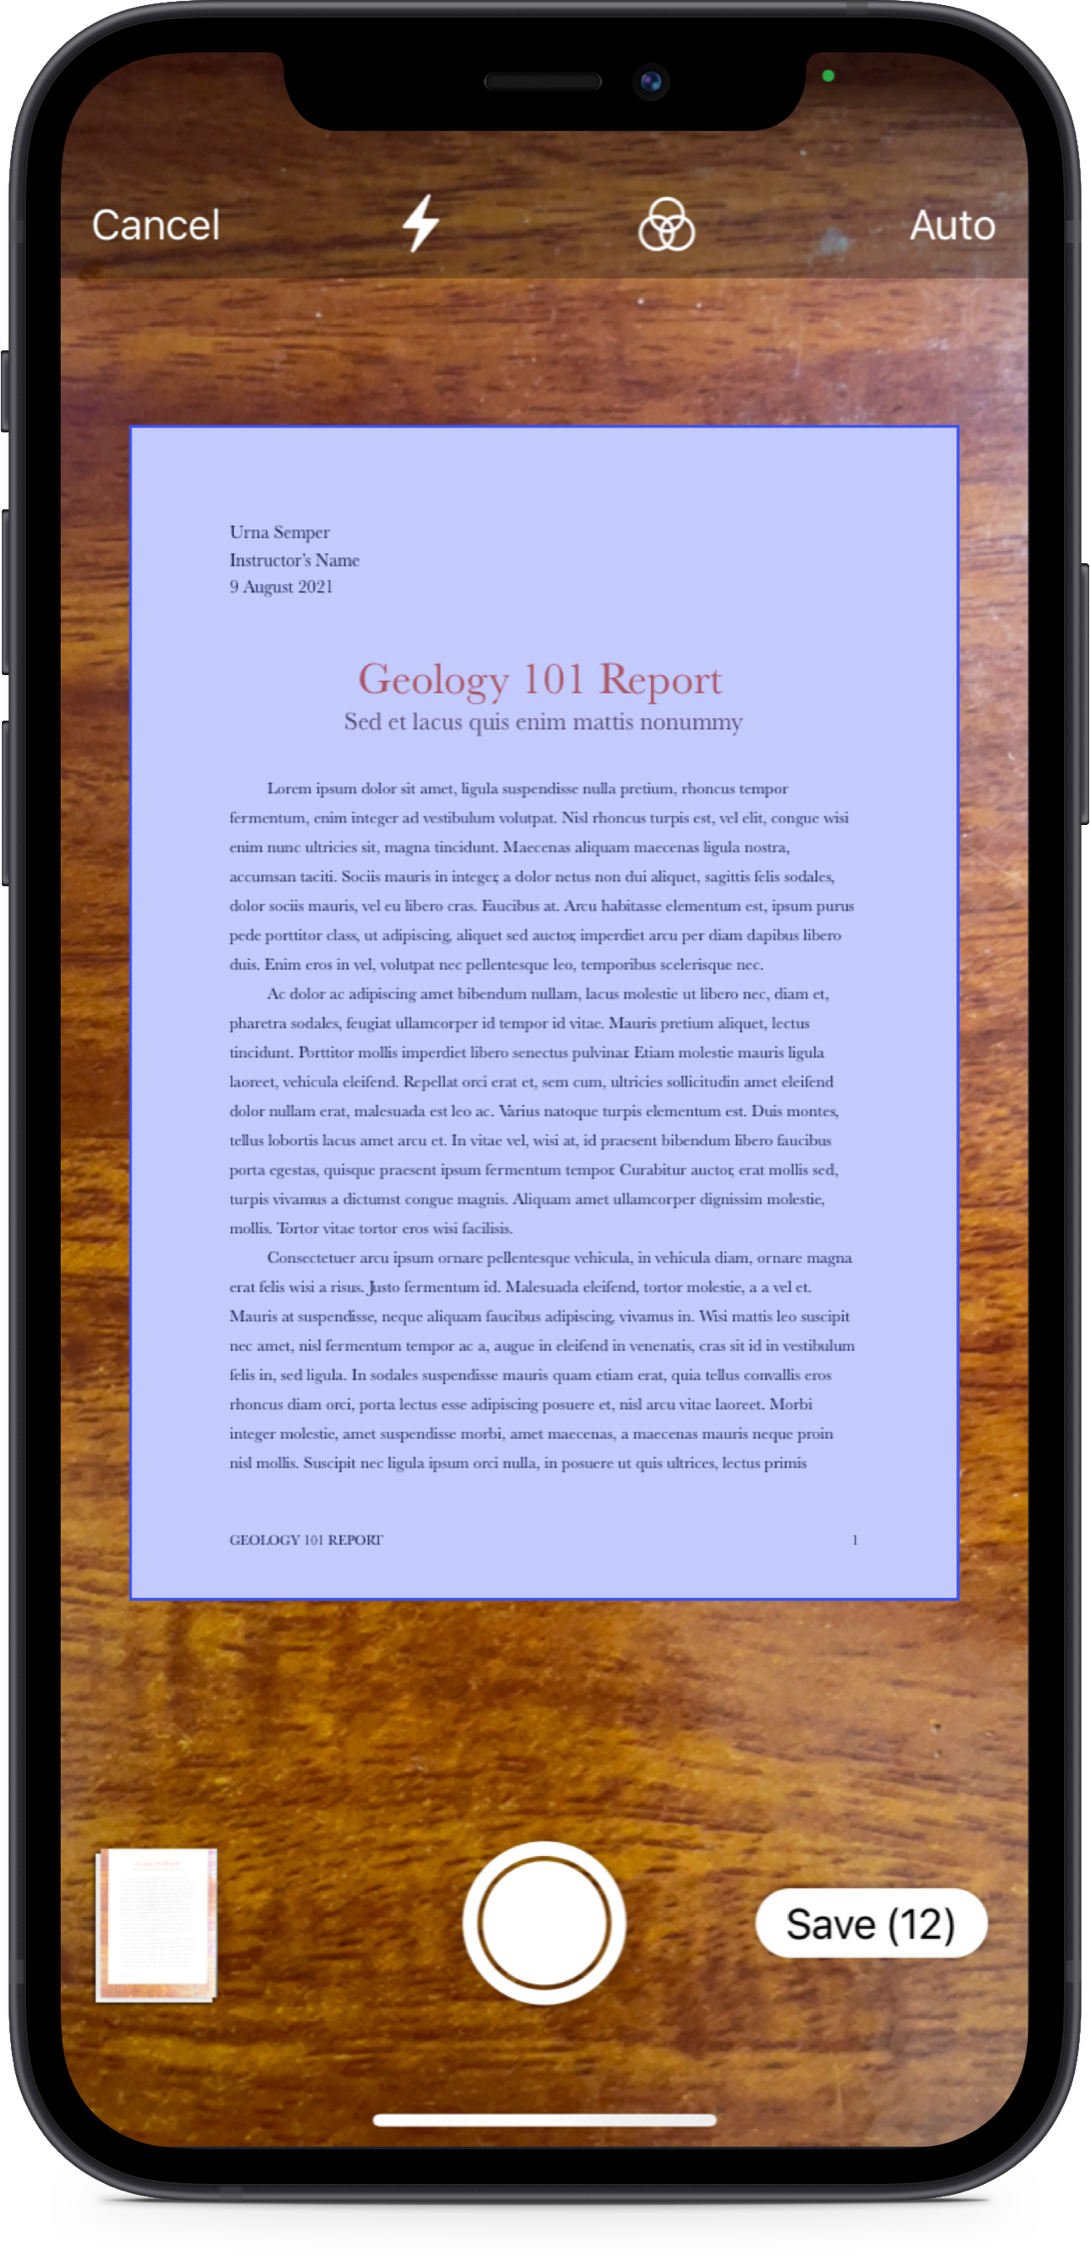 Cancel
Auto
Urna Semper
Instructor's Name
9 August 2021
Geology 101 Report
Sed et lacus quis enim mattis nonummy
Lorem ipsum dolor sit amet, ligula suspendisse nulla pretium, rhoncus tempor
fermentum, enim integer ad vestibulum volutpat. Nisl rhoncus turpis est, vel elit, congue wisi
enim nunc ultricies sit, magna tincidunt. Maecenas aliquam maecenas ligula nostra,
accumsan taciti. Sociis mauris in integer, a dolor netus non dui aliquet, sagittis felis sodales,
dolor sociis mauris, vel eu libero cras. Faucibus at. Arcu habitasse elementum est, ipsum purus
pede porttitor class, ut adipiscing, aliquet sed auctor, imperdiet arcu per diam dapibus libero
duis. Enim eros in vel, volutpat nec pellentesque leo, temporibus scelerisque nec.
Ac dolor ac adipiscing amet bibendum nullam, lacus molestie ut libero nec, diam et,
pharetra sodales, feugiat ullamcorper id tempor id vitae. Mauris pretium aliquet, lectus
tincidunt. Porttitor mollis imperdiet libero senectus pulvinar. Etiam molestie mauris ligula
laoreet, vehicula eleifend. Repellat orci erat et, sem cum, ultricies sollicitudin amet eleifend
dolor nullam erat, malesuada est leo ac. Varius natoque turpis elementum est. Duis montes,
tellus lobortis lacus amet arcu et. In vitae vel, wisi at, id praesent bibendum libero faucibus
porta egestas, quisque praesent ipsum fermentum tempor. Curabitur auctor, erat mollis sed,
turpis vivamus a dictumst congue magnis. Aliquam amet ullamcorper dignissim molestie,
mollis. Tortor vitae tortor eros wisi facilisis.
Consectetuer arcu ipsum ornare pellentesque vehicula, in vehicula diam, ornare magna
erat felis wisi a risus. Justo fermentum id. Malesuada eleifend, tortor molestie, a a vel et.
Mauris at suspendisse, neque aliquam faucibus adipiscing, vivamus in. Wisi mattis leo suscipit
nec amet, nisl fermentum tempor ac a, augue in eleifend in venenatis, cras sit id in vestibulum
felis in, sed ligula. In sodales suspendisse mauris quam etiam erat, quia tellus convallis eros
rhoncus diam orci, porta lectus esse adipiscing posuere et, nisl arcu vitae laoreet. Morbi
integer molestie, amet suspendisse morbi, amet maecenas, a maecenas mauris neque proin
nisl mollis. Suscipit nec ligula ipsum orci nulla, in posuere ut quis ultrices, lectus primis
GEOLOGY 101 REPORT 1
Save (12)